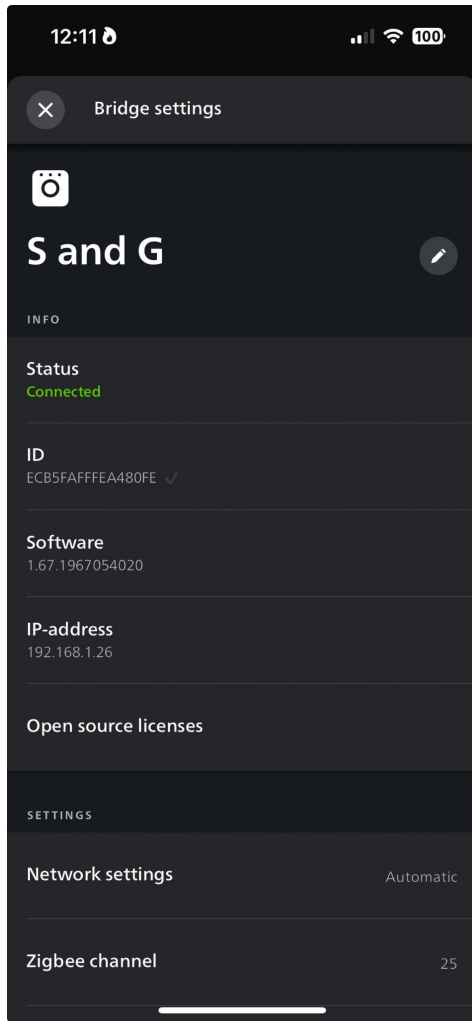 12:11
100
Bridge settings
S and G
INFO
Status
Connected
ID
ECB5FAFFFEA480FE
Software
1.67.1967054020
IP-address
192.168.1.26
Open source licenses
SETTINGS
Network settings
Automatic
Zigbee channel
25